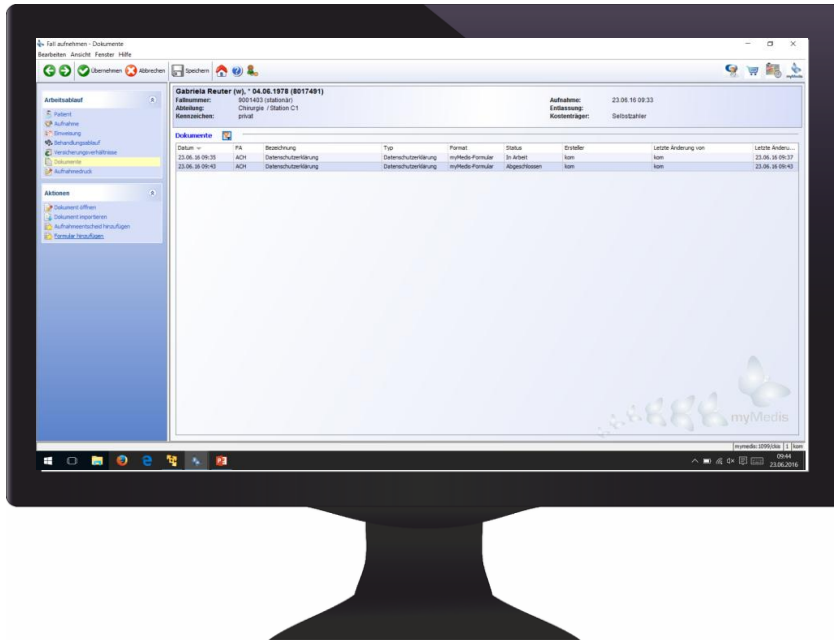 Fall aufnehmen - Dokumente
Bearbeiten Ansicht Fenster Hilfe
Übernehmen Abbrechen Speichern
myMedis
Arbeitsablauf
Patient
Aufnahme
Einweisung
Behandlungsablauf
Versicherungsverhältnisse
Dokumente
Aufnahmedruck
Aktionen
Dokument öffnen
Dokument importieren
Aufnahmeentscheid hinzufügen
Formular hinzufügen
Gabriela Reuter (w), * 04.06.1978 (8017491)
Fallnummer: 9001403 (stationär) Aufnahme: 23.06.16 09:33
Abteilung: Chirurgie / Station C1 Entlassung:
Kennzeichen: privat Kostenträger: Selbstzahler
Dokumente
Datum FA Bezeichnung Typ Format Status Ersteller Letzte Änderung von Letzte Änderu...
23.06.16 09:35 ACH Datenschutzerklärung Datenschutzerklärung myMedis-Formular In Arbeit kom kom 23.06.16 09:37
23.06.16 09:43 ACH Datenschutzerklärung Datenschutzerklärung myMedis-Formular Abgeschlossen kom kom 23.06.16 09:43
myMedis
1 kom
09:44
23.06.2016